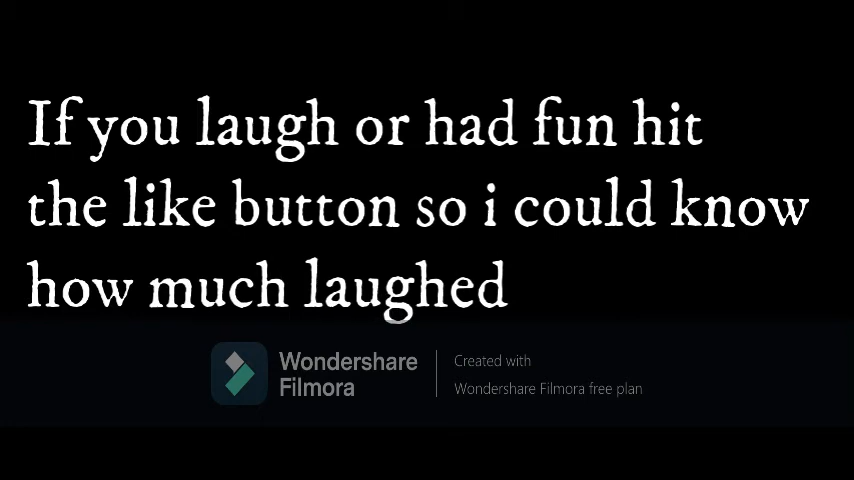 If you laugh or had fun hit
the like button so i could know
how much laughed
Wondershare
Filmora
Created with
Wondershare Filmora free plan